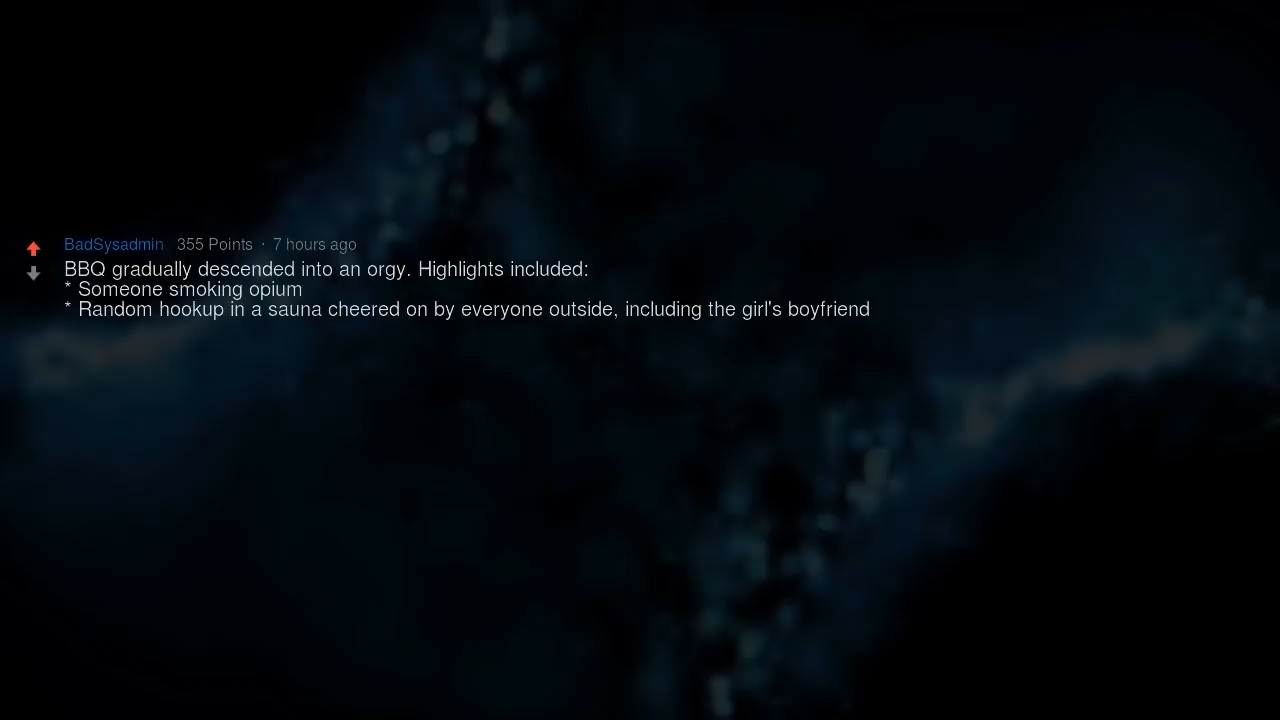 BadSysadmin 355 Points · 7 hours ago
BBQ gradually descended into an orgy. Highlights included:
* Someone smoking opium
* Random hookup in a sauna cheered on by everyone outside, including the girl's boyfriend